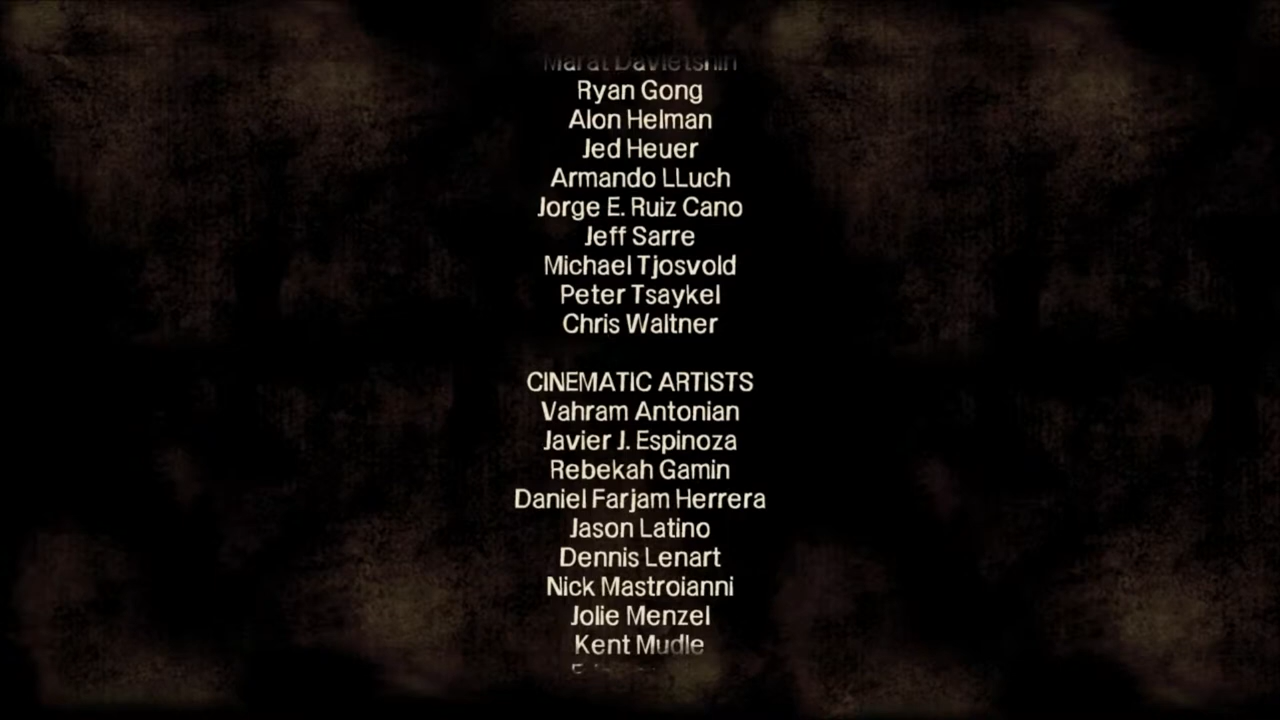 Marat Davletshin
Ryan Gong
Alon Helman
Jed Heuer
Armando LLuch
Jorge E. Ruiz Cano
Jeff Sarre
Michael Tjosvold
Peter Tsaykel
Chris Waltner
CINEMATIC ARTISTS
Vahram Antonian
Javier J. Espinoza
Rebekah Gamin
Daniel Farjam Herrera
Jason Latino
Dennis Lenart
Nick Mastroianni
Jolie Menzel
Kent Mudle